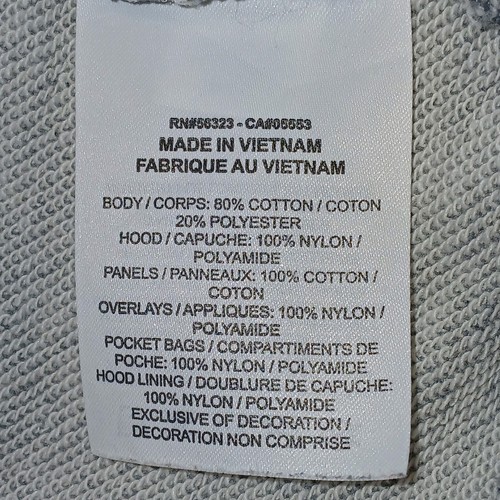 RN#56323 - CA#05553
MADE IN VIETNAM
FABRIQUE AU VIETNAM
BODY / CORPS: 80% COTTON / COTON
20% POLYESTER
HOOD / CAPUCHE: 100% NYLON /
POLYAMIDE
PANELS / PANNEAUX: 100% COTTON /
COTON
OVERLAYS / APPLIQUES: 100% NYLON /
POLYAMIDE
POCKET BAGS / COMPARTIMENTS DE
POCHE: 100% NYLON / POLYAMIDE
HOOD LINING / DOUBLURE DE CAPUCHE:
100% NYLON / POLYAMIDE
EXCLUSIVE OF DECORATION /
DECORATION NON COMPRISE